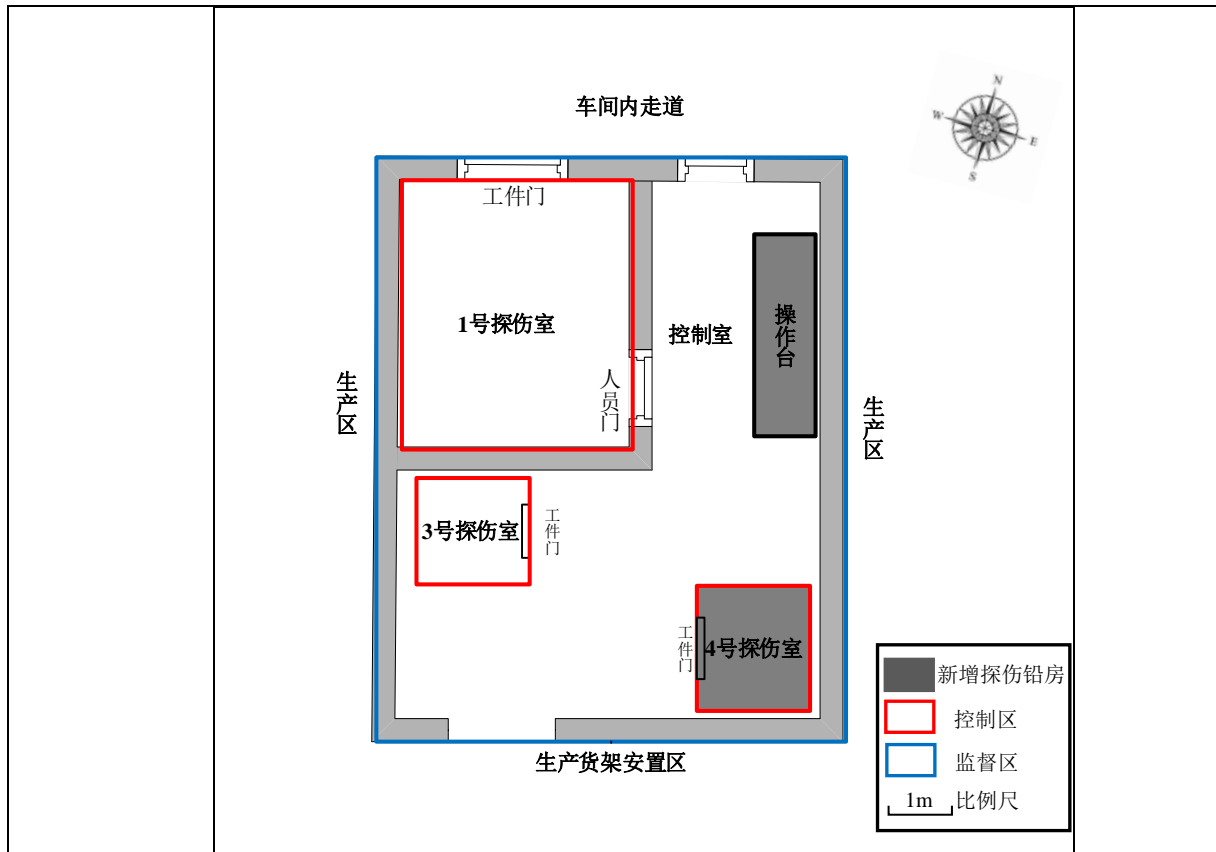 车间内走道
N
W
E
S
工件门
1号探伤室
控制室
操作台
人员门
生产区
生产区
3号探伤室
工件门
工件门
4号探伤室
生产货架安置区
新增探伤铅房
控制区
监督区
1m 比例尺